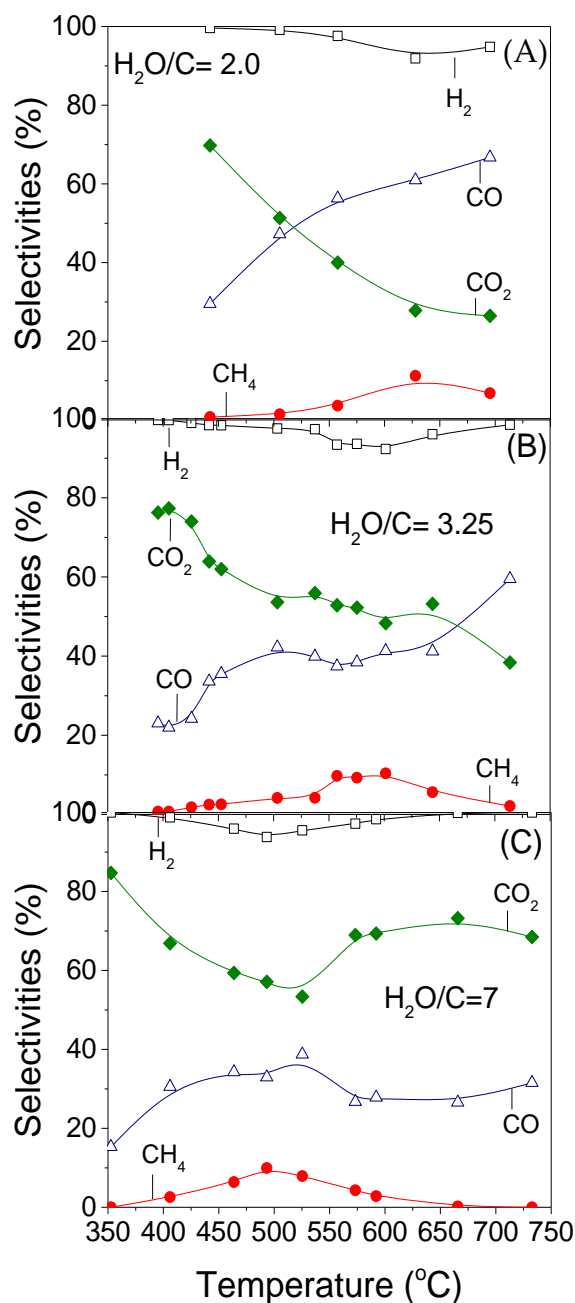 100
(A)
H₂O/C= 2.0
H₂
80
60
CO
40
CO₂
20
CH₄
Selectivities (%)
0
100
(B)
H₂
80
H₂O/C= 3.25
CO₂
60
40
CO
20
CH₄
Selectivities (%)
0
100
(C)
H₂
80
CO₂
60
H₂O/C=7
40
20
CO
CH₄
0
Selectivities (%)
350 400 450 500 550 600 650 700 750
Temperature (°C)